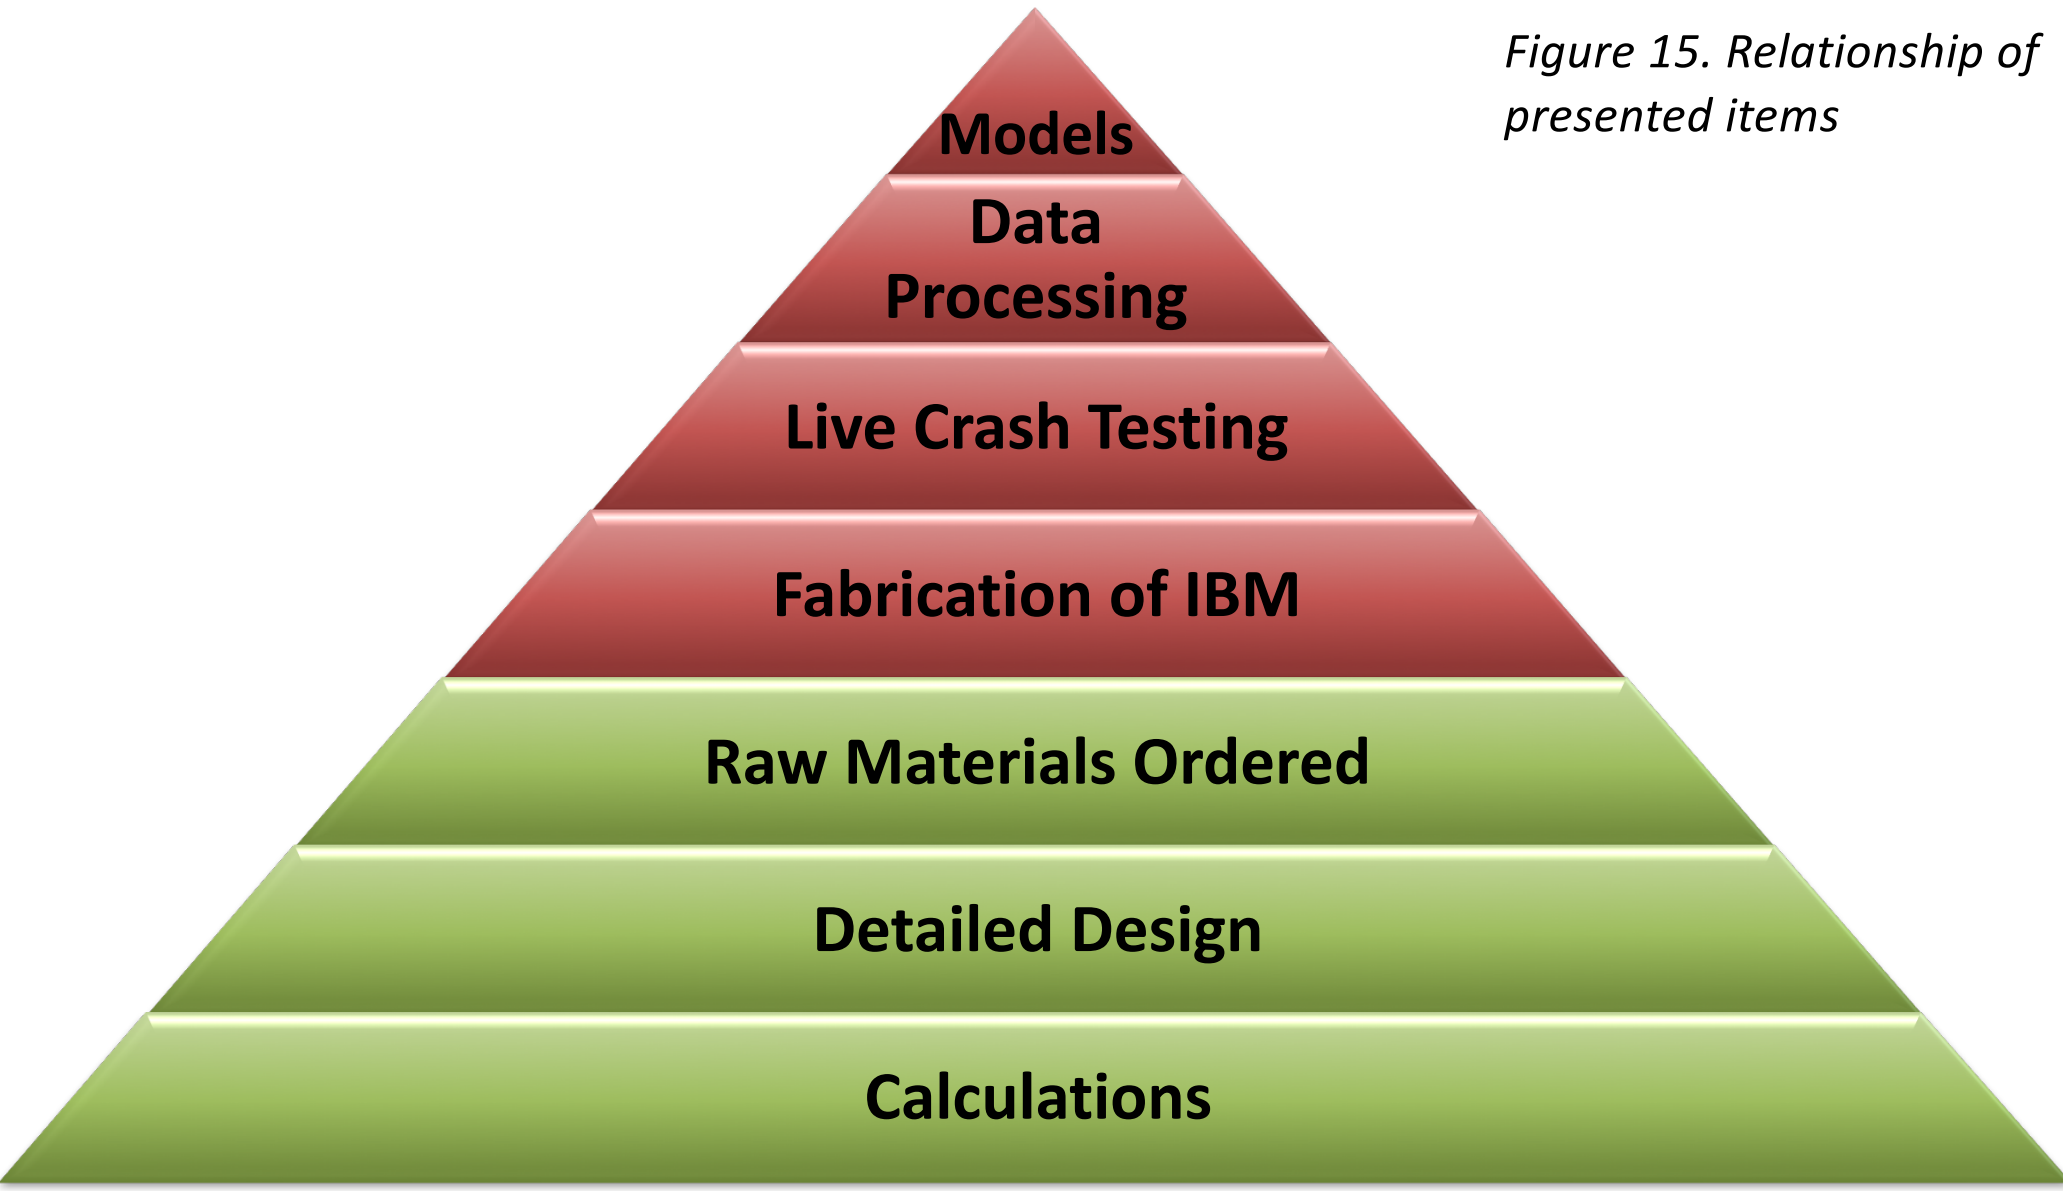 Figure 15. Relationship of
presented items
Models
Data
Processing
Live Crash Testing
Fabrication of IBM
Raw Materials Ordered
Detailed Design
Calculations